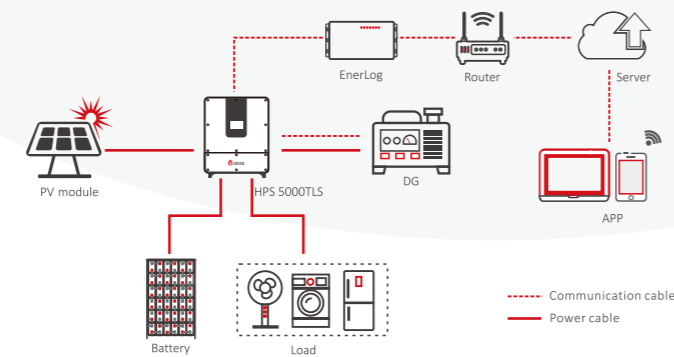 EnerLog
Router
Server
PV module
HPS 5000TLS
DG
APP
Battery
Load
Communication cable
Power cable